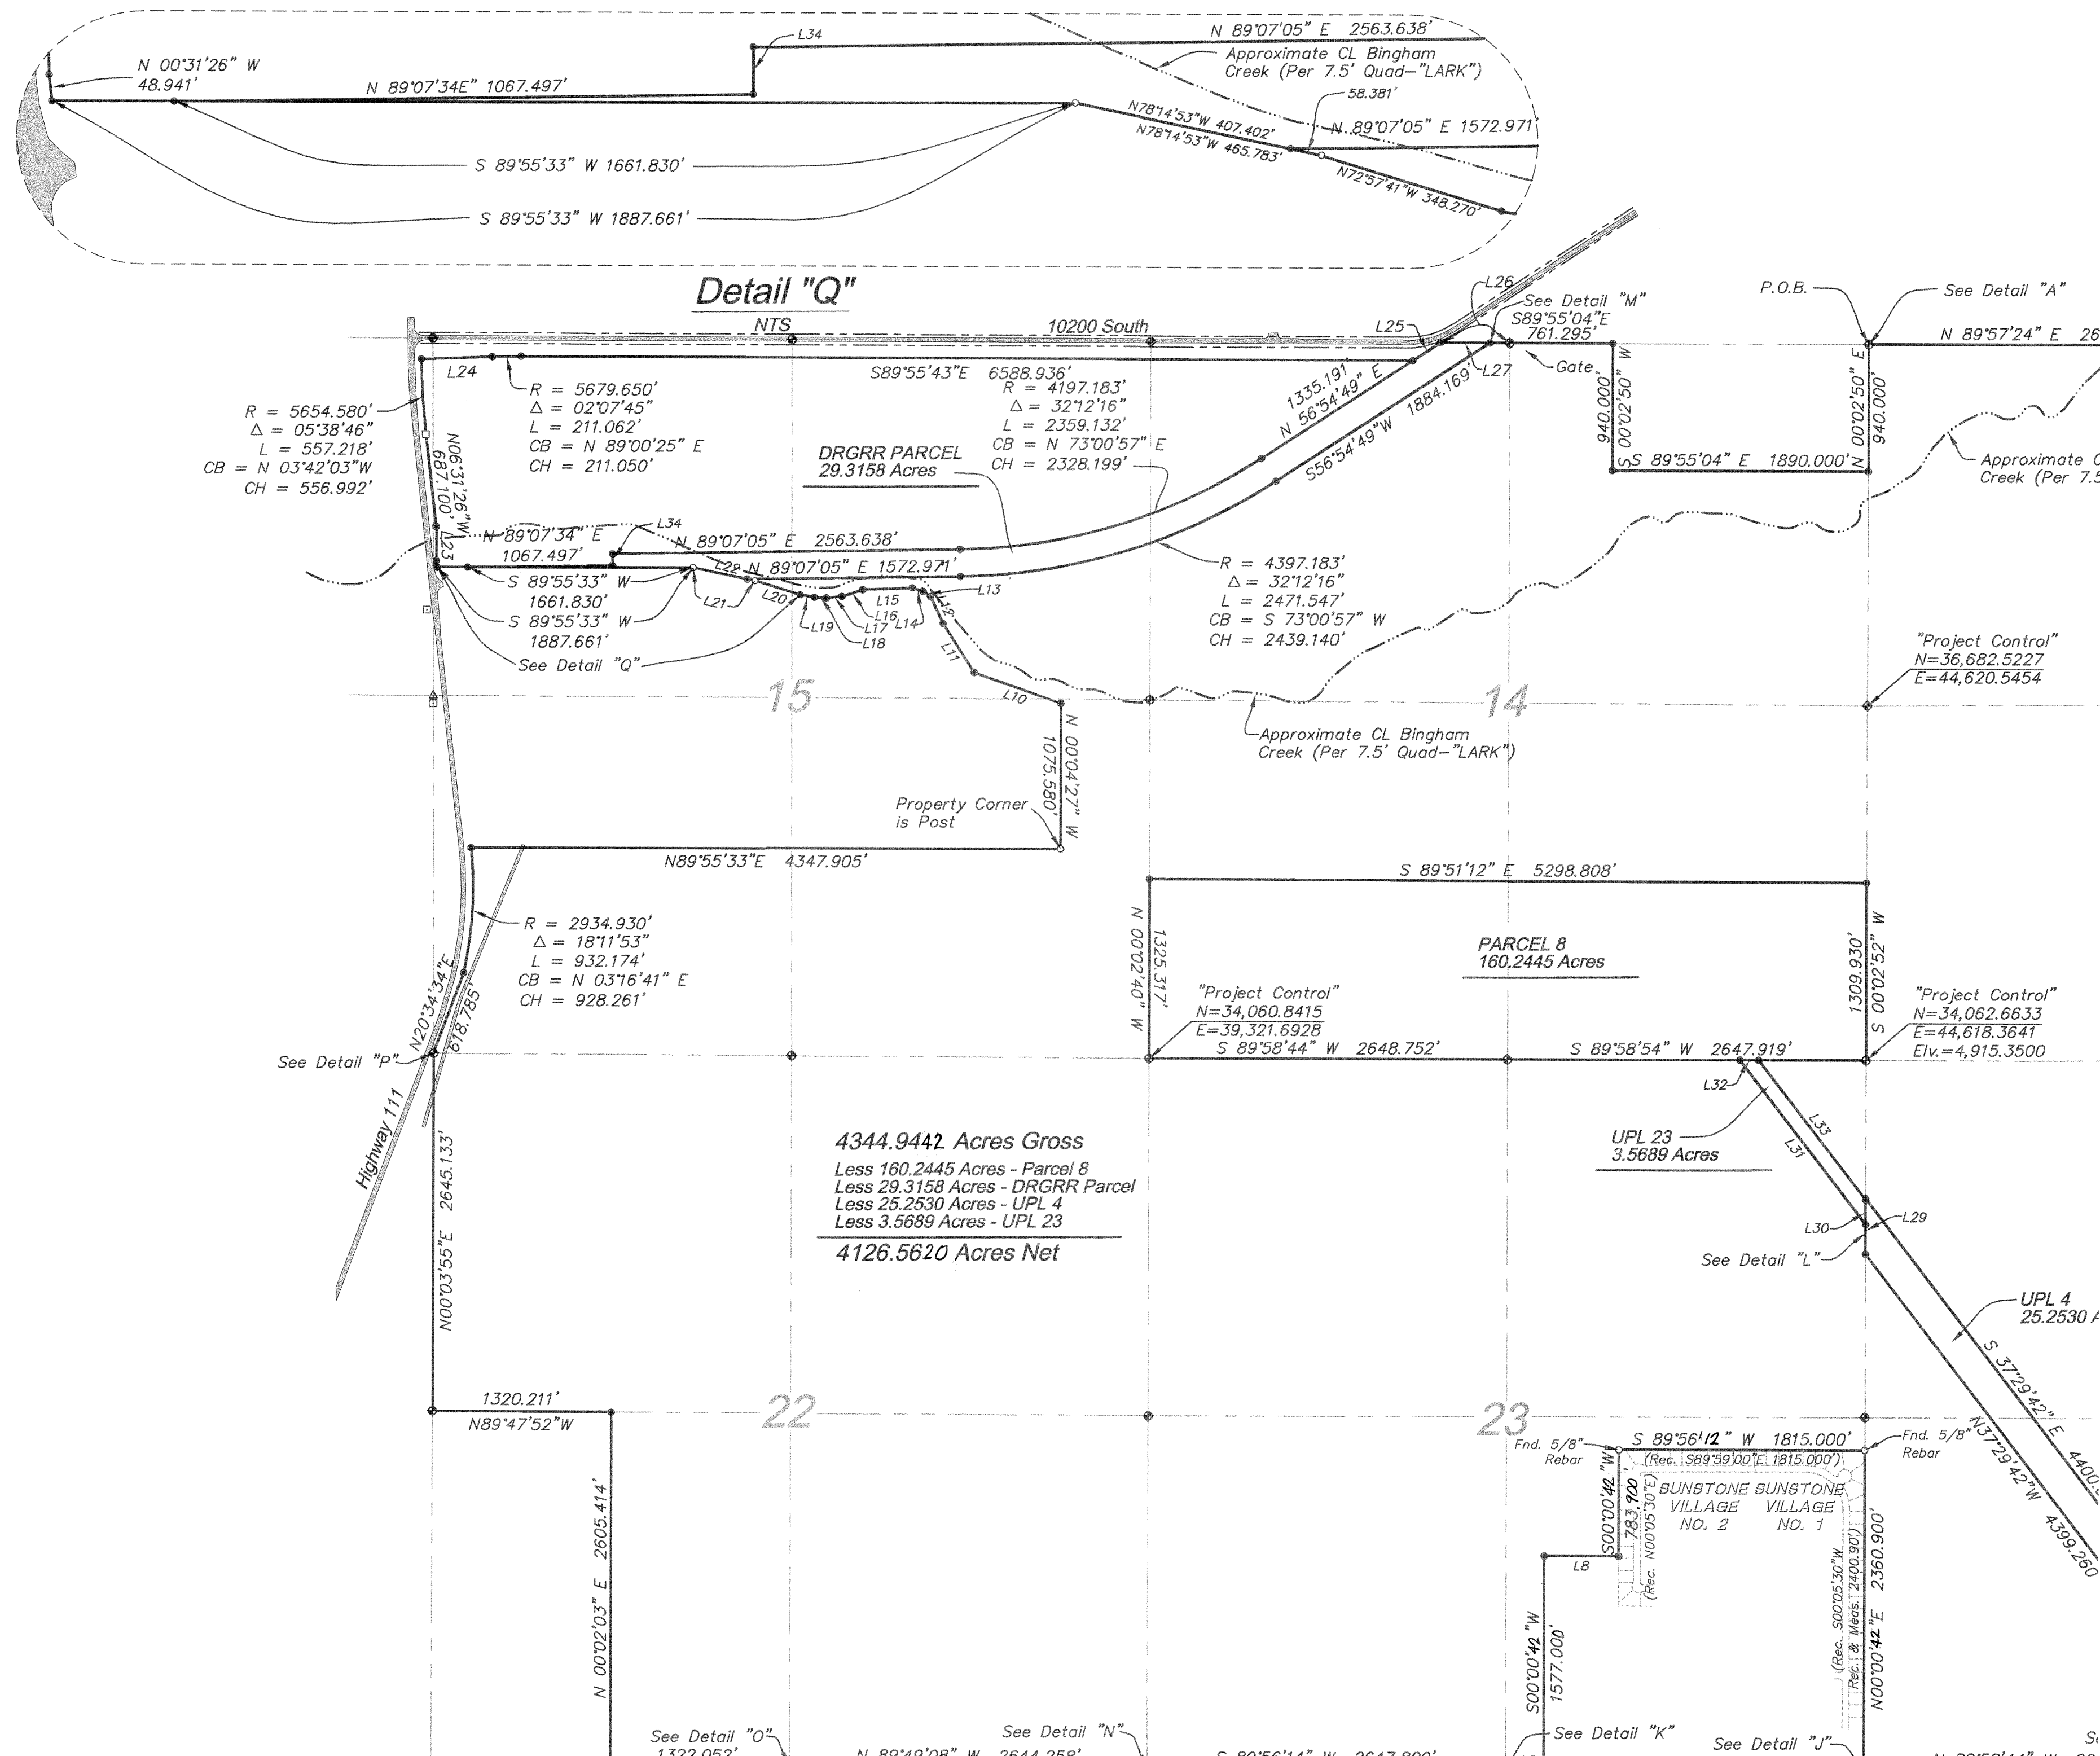 L34
N 89°07'05" E 2563.638'
Approximate CL Bingham
Creek (Per 7.5' Quad-"LARK")
N 00°31'26" W
48.941'
N 89°07'34E" 1067.497'
58.381'
N78°14'53"W 407.402'
N 89°07'05" E 1572.971'
N78°14'53"W 465.783'
S 89°55'33" W 1661.830'
N72°57'41"W 348.270'
S 89°55'33" W 1887.661'
Detail "Q"
NTS
10200 South
L25
L26
See Detail "M"
S89°55'04"E
761.295'
P.O.B.
See Detail "A"
N 89°57'24" E 26
L24
S89°55'43"E 6588.936'
L27
Gate
R = 5679.650'
Δ = 02°07'45"
L = 211.062'
CB = N 89°00'25" E
CH = 211.050'
R = 4197.183'
Δ = 32°12'16"
L = 2359.132'
CB = N 73°00'57" E
CH = 2328.199'
1335.191'
N 56°54'49" E
1884.169'
S56°54'49"W
940.000'
S 00°02'50" W
N 00°02'50" E
940.000'
S 89°55'04" E 1890.000'
R = 5654.580'
Δ = 05°38'46"
L = 557.218'
CB = N 03°42'03"W
CH = 556.992'
N06°31'26"W
687.100'
DRGRR PARCEL
29.3158 Acres
Approximate C
Creek (Per 7.5
L23
N 89°07'34" E
1067.497'
L34
N 89°07'05" E 2563.638'
L22
N 89°07'05" E 1572.971'
S 89°55'33" W
1661.830'
S 89°55'33" W
1887.661'
See Detail "Q"
L21
L20
L19
L18
L17
L16
L15
L14
L13
L12
L11
L10
R = 4397.183'
Δ = 32°12'16"
L = 2471.547'
CB = S 73°00'57" W
CH = 2439.140'
"Project Control"
N=36,682.5227
E=44,620.5454
15
14
Approximate CL Bingham
Creek (Per 7.5' Quad-"LARK")
N 00°04'27" W
1075.580'
Property Corner
is Post
N89°55'33"E 4347.905'
S 89°51'12" E 5298.808'
R = 2934.930'
Δ = 18°11'53"
L = 932.174'
CB = N 03°16'41" E
CH = 928.261'
N20°34'34"E
618.785'
See Detail "P"
Highway 111
N 00°02'40" W
1325.317'
PARCEL 8
160.2445 Acres
1309.930'
S 00°02'52" W
"Project Control"
N=34,060.8415
E=39,321.6928
"Project Control"
N=34,062.6633
E=44,618.3641
Elv.=4,915.3500
S 89°58'44" W 2648.752'
S 89°58'54" W 2647.919'
L32
L33
L31
UPL 23
3.5689 Acres
L30
L29
See Detail "L"
4344.9442 Acres Gross
Less 160.2445 Acres - Parcel 8
Less 29.3158 Acres - DRGRR Parcel
Less 25.2530 Acres - UPL 4
Less 3.5689 Acres - UPL 23
4126.5620 Acres Net
N00°03'55"E 2645.133'
UPL 4
25.2530 A
S 37°29'42" E 4400.
N37°29'42"W 4399.260
1320.211'
N89°47'52"W
22
23
N 00°02'03" E 2605.414'
Fnd. 5/8"
Rebar
S 89°56'12" W 1815.000'
(Rec. S89°59'00"E 1815.000')
Fnd. 5/8"
Rebar
S00°00'42"W
783.900'
(Rec. N00°05'30"E)
SUNSTONE
VILLAGE
NO. 2
SUNSTONE
VILLAGE
NO. 1
L8
S00°00'42"W
1577.000'
(Rec. S00°05'30"W
Rec. & Meas. 2400.90')
N00°00'42"E 2360.900'
See Detail "O"
1322.052'
N 89°49'08" W 2644.258'
See Detail "N"
S 89°56'14" W 2647.800'
See Detail "K"
See Detail "J"